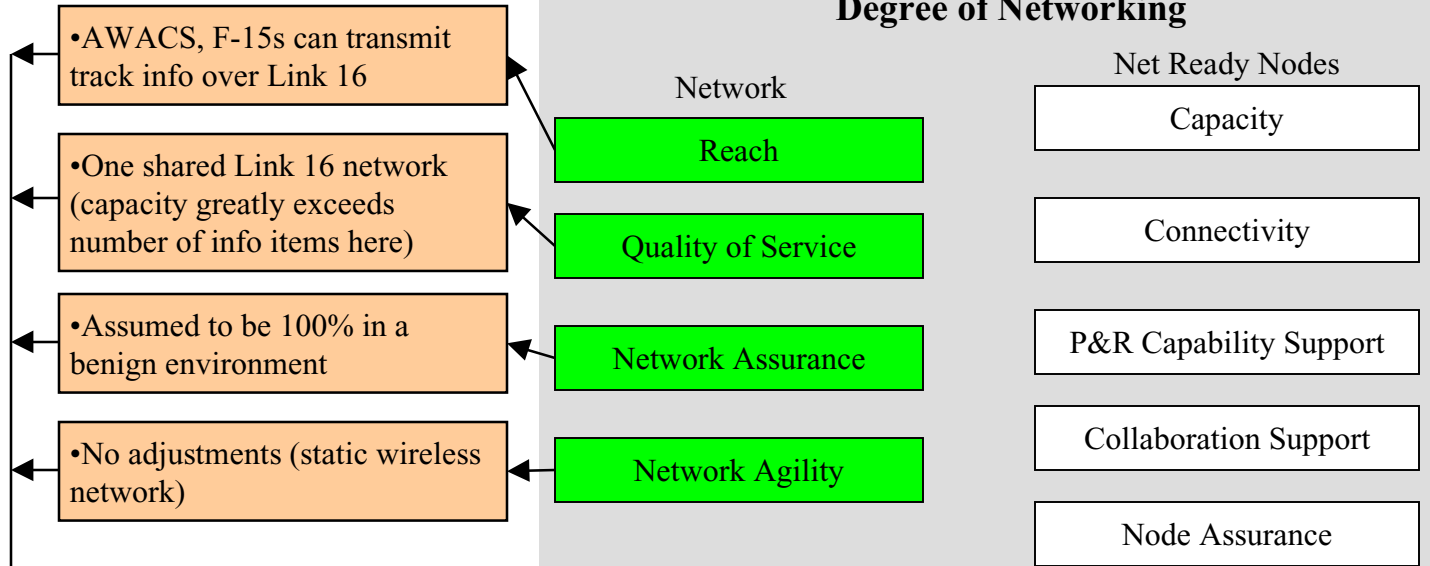 Degree of Networking
•AWACS, F-15s can transmit
track info over Link 16
•One shared Link 16 network
(capacity greatly exceeds
number of info items here)
•Assumed to be 100% in a
benign environment
•No adjustments (static wireless
network)
Network
Reach
Quality of Service
Network Assurance
Network Agility
Net Ready Nodes
Capacity
Connectivity
P&R Capability Support
Collaboration Support
Node Assurance